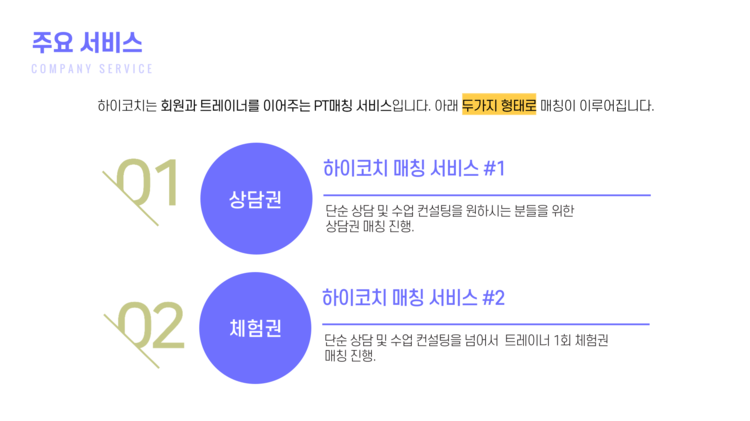 주요 서비스
COMPANY SERVICE
하이코치는 회원과 트레이너를 이어주는 PT매칭 서비스입니다. 아래 두가지 형태로 매칭이 이루어집니다.
01
상담권
하이코치 매칭 서비스 #1
단순 상담 및 수업 컨설팅을 원하시는 분들을 위한
상담권 매칭 진행.
02
체험권
하이코치 매칭 서비스 #2
단순 상담 및 수업 컨설팅을 넘어서 트레이너 1회 체험권
매칭 진행.